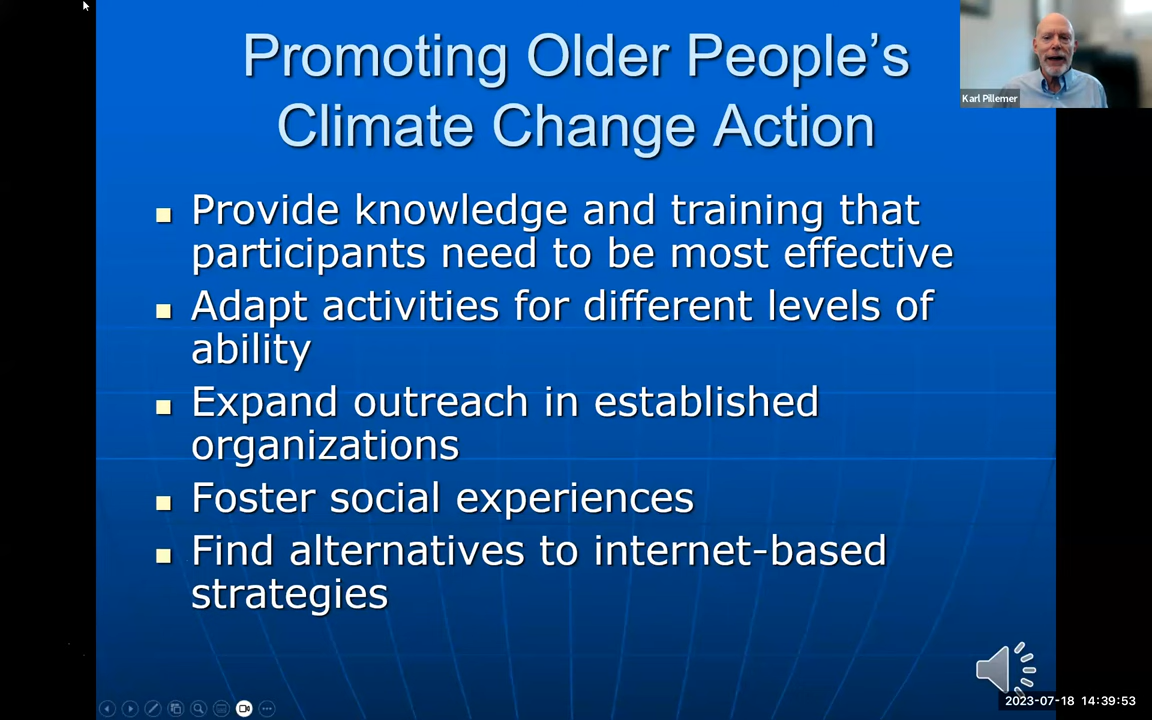 Promoting Older People’s
Climate Change Action
Karl Pillemer
Provide knowledge and training that
participants need to be most effective
Adapt activities for different levels of
ability
Expand outreach in established
organizations
Foster social experiences
Find alternatives to internet-based
strategies
2023-07-18 14:39:53